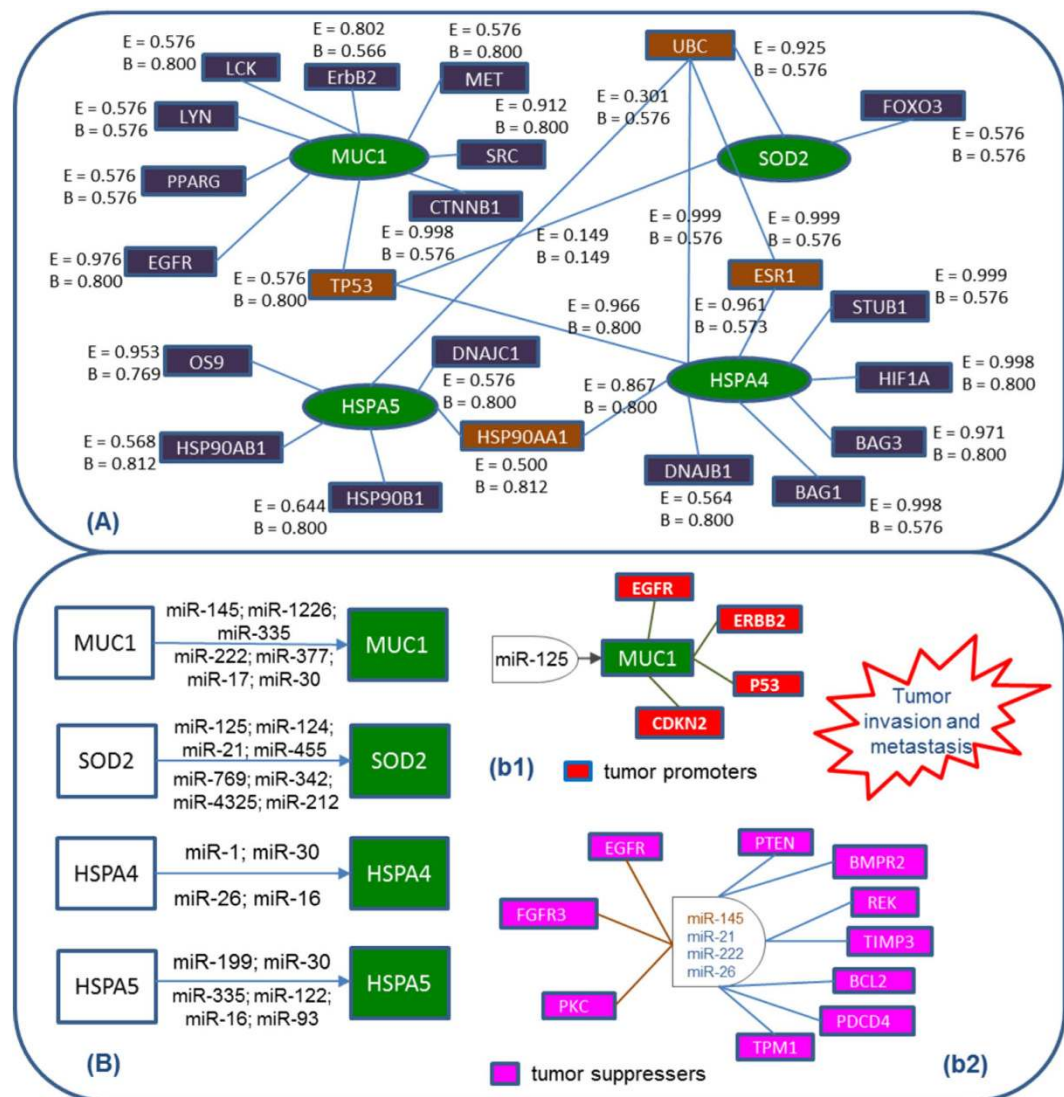 E = 0.576
B = 0.800
LCK
E = 0.802
B = 0.566
ErbB2
E = 0.576
B = 0.800
MET
UBC
E = 0.925
B = 0.576
E = 0.576
B = 0.576
LYN
E = 0.912
B = 0.800
SRC
E = 0.301
B = 0.576
FOXO3
E = 0.576
B = 0.576
MUC1
SOD2
E = 0.576
B = 0.576
PPARG
CTNNB1
E = 0.998
B = 0.576
E = 0.149
B = 0.149
E = 0.999
B = 0.576
E = 0.999
B = 0.576
E = 0.976
B = 0.800
EGFR
E = 0.576
B = 0.800
TP53
ESR1
E = 0.999
B = 0.576
STUB1
E = 0.966
B = 0.800
E = 0.961
B = 0.573
E = 0.953
B = 0.769
OS9
DNAJC1
E = 0.576
B = 0.800
E = 0.867
B = 0.800
HSPA4
HIF1A
E = 0.998
B = 0.800
HSPA5
E = 0.568
B = 0.812
HSP90AB1
HSP90AA1
E = 0.500
B = 0.812
BAG3
E = 0.971
B = 0.800
DNAJB1
E = 0.564
B = 0.800
BAG1
E = 0.998
B = 0.576
E = 0.644
B = 0.800
HSP90B1
(A)
MUC1
miR-145; miR-1226;
miR-335
miR-222; miR-377;
miR-17; miR-30
MUC1
SOD2
miR-125; miR-124;
miR-21; miR-455
miR-769; miR-342;
miR-4325; miR-212
SOD2
HSPA4
miR-1; miR-30
miR-26; miR-16
HSPA4
HSPA5
miR-199; miR-30
miR-335; miR-122;
miR-16; miR-93
HSPA5
(B)
EGFR
ERBB2
miR-125
MUC1
P53
CDKN2
(b1)
tumor promoters
Tumor
invasion and
metastasis
EGFR
PTEN
BMPR2
FGFR3
miR-145
miR-21
miR-222
miR-26
REK
TIMP3
BCL2
PKC
PDCD4
TPM1
tumor suppressers
(b2)